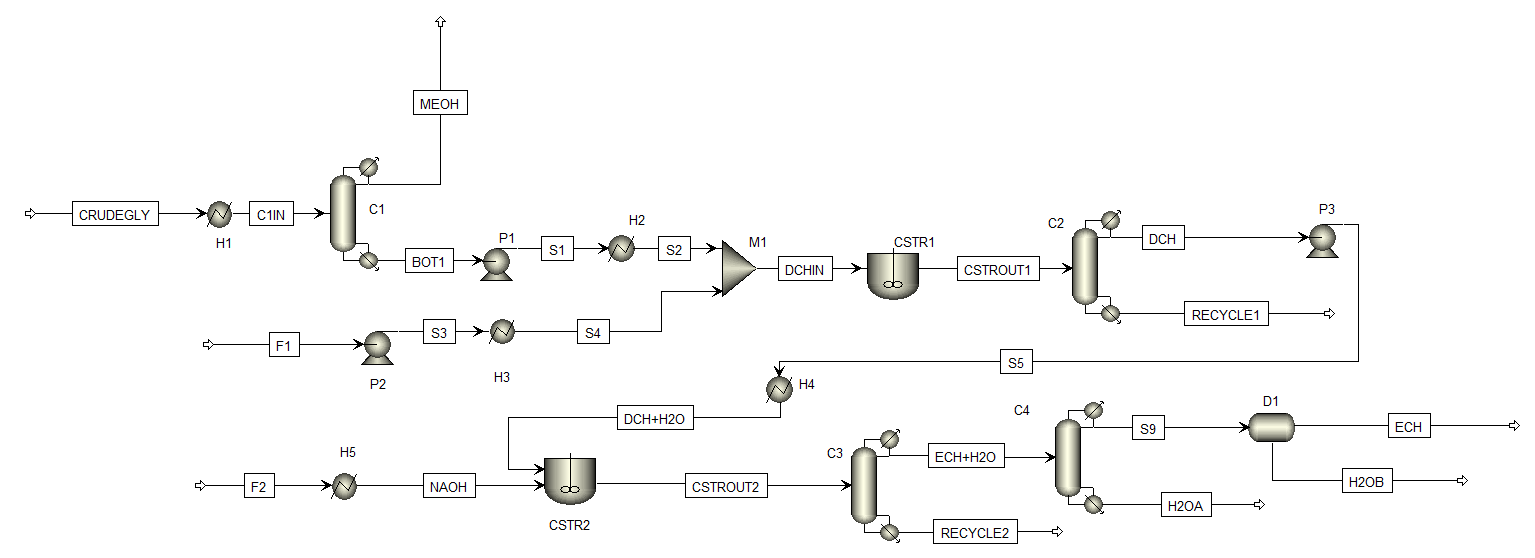 MEOH
CRUDEGLY
H1
C1IN
C1
BOT1
P1
S1
H2
S2
M1
DCHIN
CSTR1
CSTROUT1
C2
DCH
P3
RECYCLE1
F1
P2
S3
H3
S4
S5
H4
DCH+H2O
F2
H5
NAOH
CSTR2
CSTROUT2
C3
ECH+H2O
RECYCLE2
C4
S9
D1
ECH
H2OB
H2OA